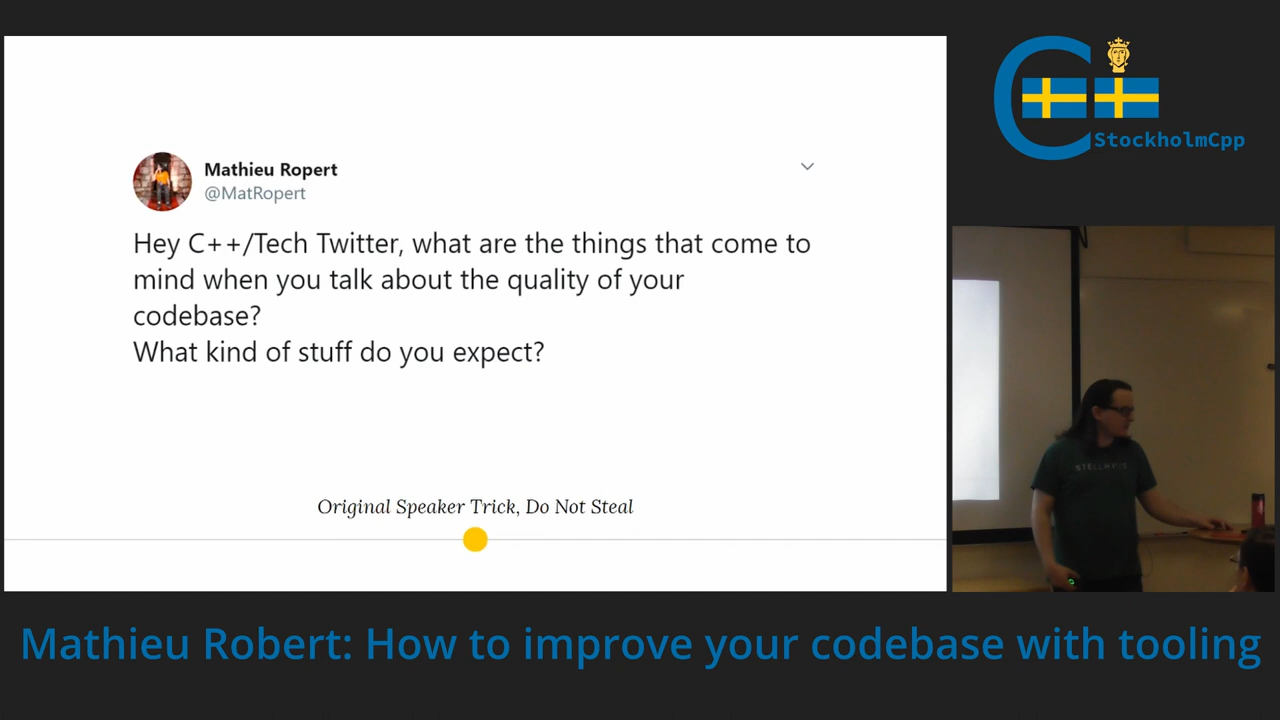 Mathieu Ropert
@MatRopert
Hey C++/Tech Twitter, what are the things that come to
mind when you talk about the quality of your
codebase?
What kind of stuff do you expect?
Original Speaker Trick, Do Not Steal
StockholmCpp
STELLARIS
Mathieu Robert: How to improve your codebase with tooling